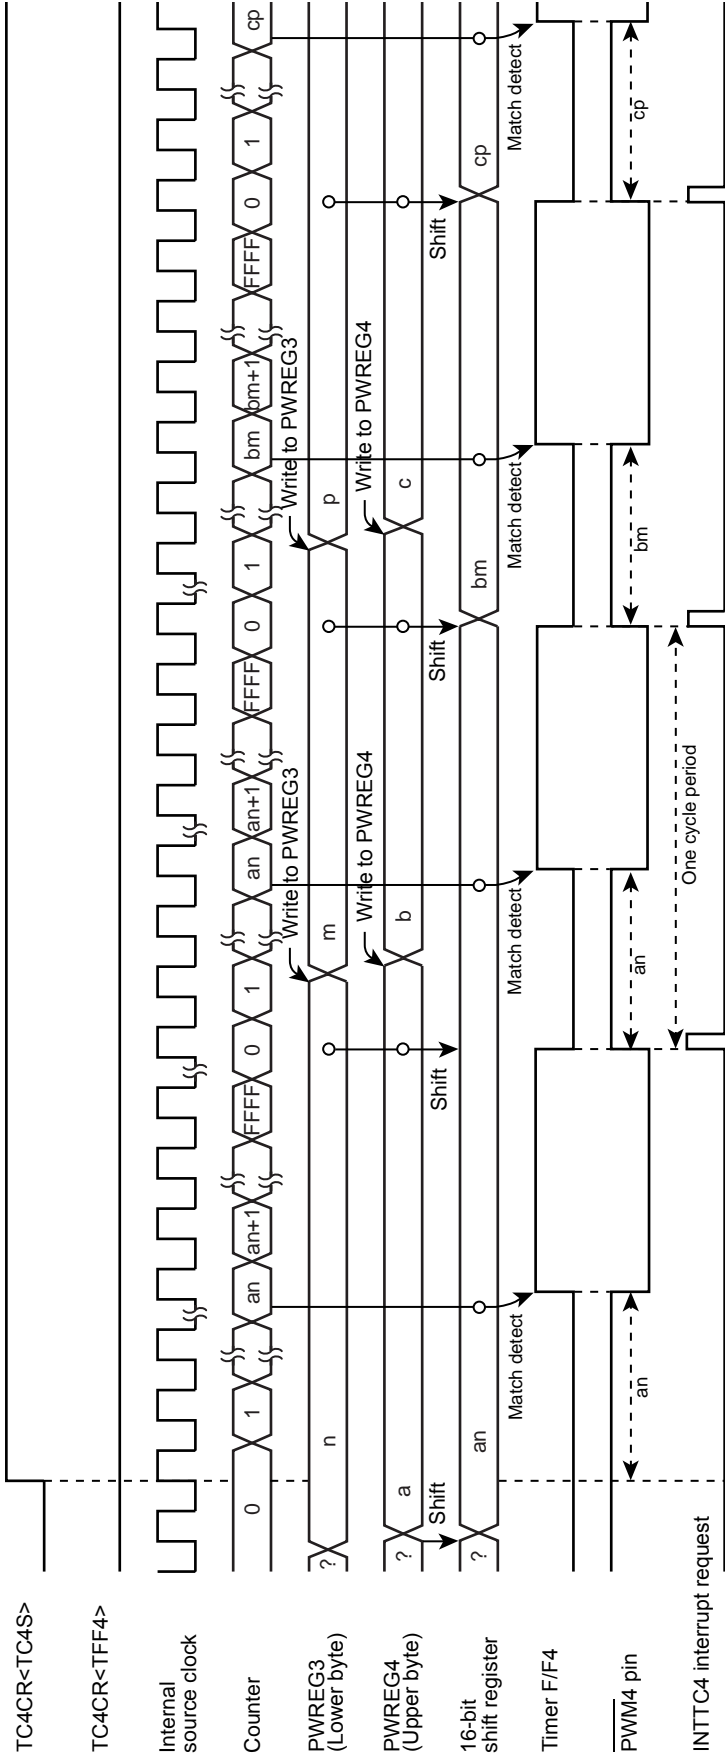 TC4CR<TC4S>
TC4CR<TFF4>
Internal
source clock
Counter
0
1
an
an+1
FFFF
0
1
an
an+1
FFFF
0
1
bm
bm+1
FFFF
0
1
cp
Write to PWREG3
Write to PWREG3
PWREG3
(Lower byte)
?
n
m
p
Write to PWREG4
Write to PWREG4
PWREG4
(Upper byte)
?
a
b
c
Shift
Shift
Shift
Shift
16-bit
shift register
?
an
bm
cp
Match detect
Match detect
Match detect
Match detect
Timer F/F4
PWM4 pin
an
an
bm
cp
One cycle period
INTTC4 interrupt request